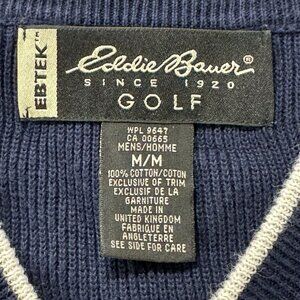 EBTEK™
Eddie Bauer®
SINCE 1920
GOLF
WPL 9647
CA 00665
MENS/HOMME
M/M
100% COTTON/COTON
EXCLUSIVE OF TRIM
EXCLUSIF DE LA
GARNITURE
MADE IN
UNITED KINGDOM
FABRIQUE EN
ANGLETERRE
SEE SIDE FOR CARE